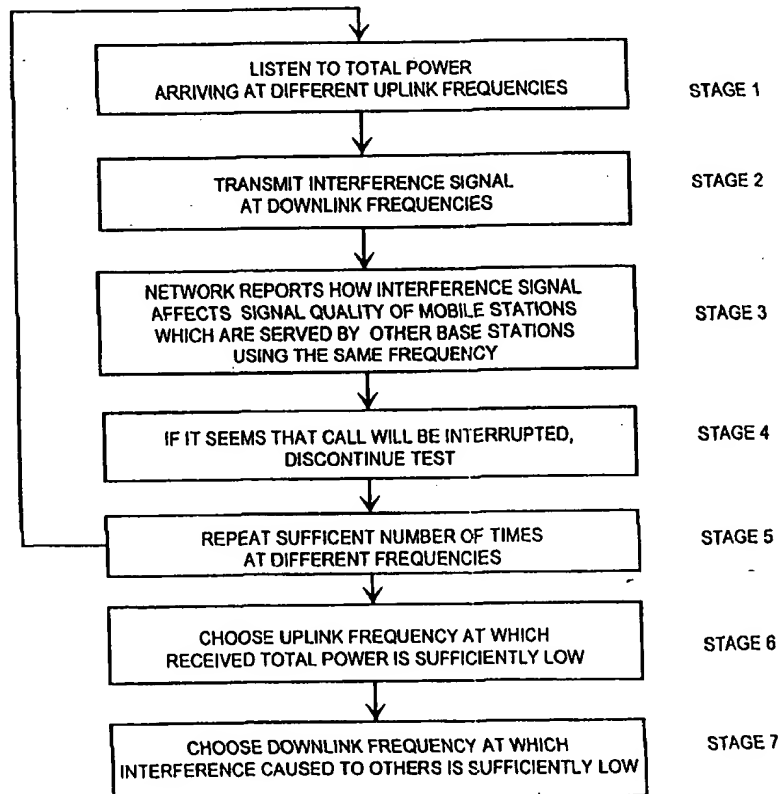 LISTEN TO TOTAL POWER
ARRIVING AT DIFFERENT UPLINK FREQUENCIES
STAGE 1
TRANSMIT INTERFERENCE SIGNAL
AT DOWNLINK FREQUENCIES
STAGE 2
NETWORK REPORTS HOW INTERFERENCE SIGNAL
AFFECTS SIGNAL QUALITY OF MOBILE STATIONS
WHICH ARE SERVED BY OTHER BASE STATIONS
USING THE SAME FREQUENCY
STAGE 3
IF IT SEEMS THAT CALL WILL BE INTERRUPTED,
DISCONTINUE TEST
STAGE 4
REPEAT SUFFICENT NUMBER OF TIMES
AT DIFFERENT FREQUENCIES
STAGE 5
CHOOSE UPLINK FREQUENCY AT WHICH
RECEIVED TOTAL POWER IS SUFFICIENTLY LOW
STAGE 6
CHOOSE DOWNLINK FREQUENCY AT WHICH
INTERFERENCE CAUSED TO OTHERS IS SUFFICIENTLY LOW
STAGE 7